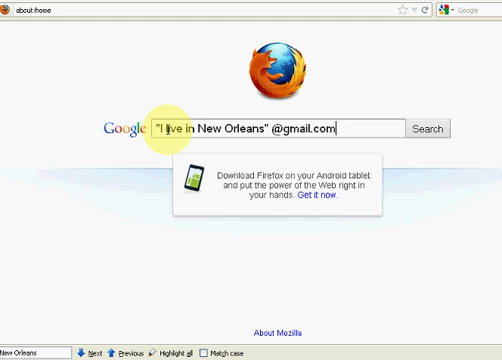 about:home
Google
Google "I live in New Orleans" @gmail.com Search
Download Firefox on your Android tablet
and put the power of the Web right in
your hands. Get it now.
About Mozilla
New Orleans Next Previous Highlight all Match case